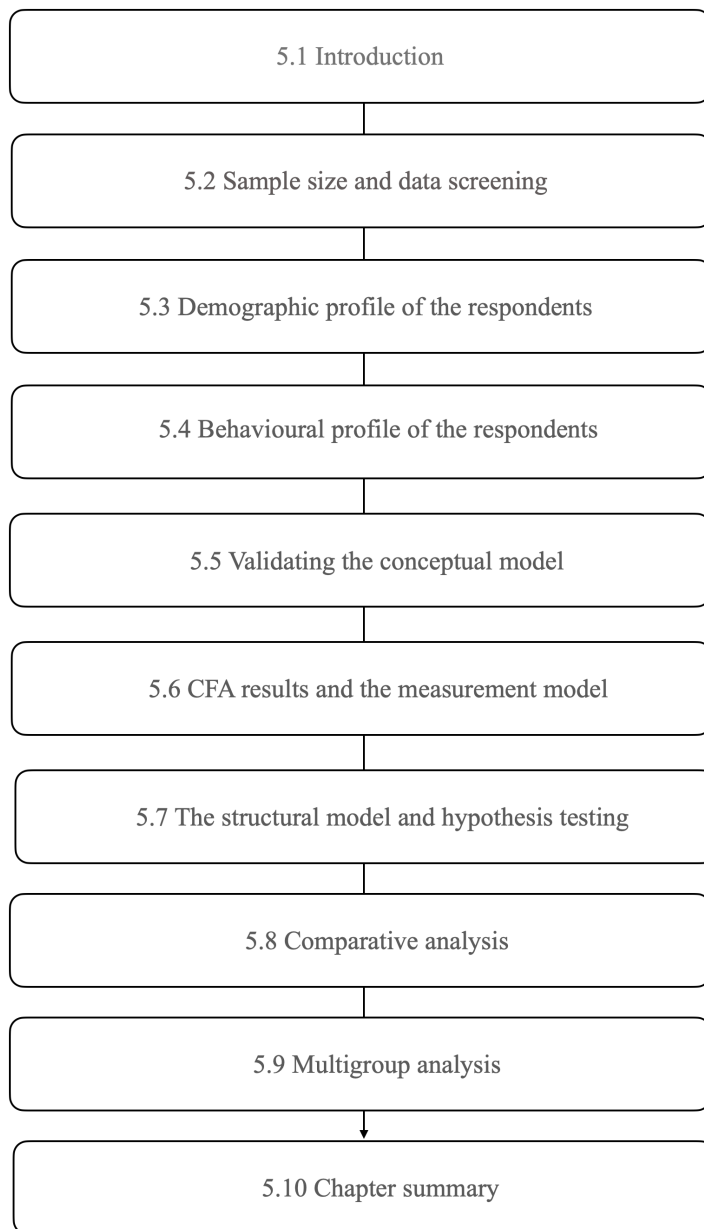 5.1 Introduction
5.2 Sample size and data screening
5.3 Demographic profile of the respondents
5.4 Behavioural profile of the respondents
5.5 Validating the conceptual model
5.6 CFA results and the measurement model
5.7 The structural model and hypothesis testing
5.8 Comparative analysis
5.9 Multigroup analysis
5.10 Chapter summary